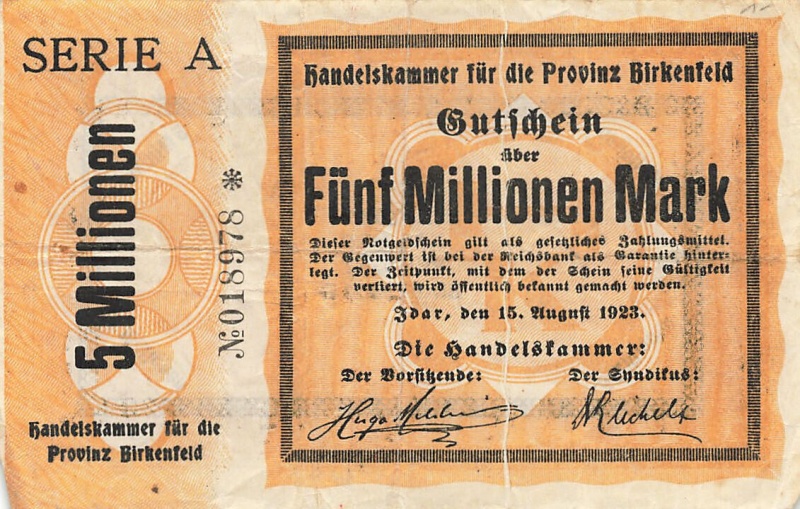 SERIE A
5 Millionen
Handelskammer für die
Provinz Birkenfeld
№018978 *
Handelskammer für die Provinz Birkenfeld
Gutschein
über
Fünf Millionen Mark
Dieser Notgeldschein gilt als gesetzliches Zahlungsmittel.
Der Gegenwert ist bei der Reichsbank als Garantie hinter-
legt. Der Zeitpunkt, mit dem der Schein seine Gültigkeit
verliert, wird öffentlich bekannt gemacht werden.
Idar, den 15. August 1923.
Die Handelskammer:
Der Vorsitzende: Der Syndikus:
Hugo